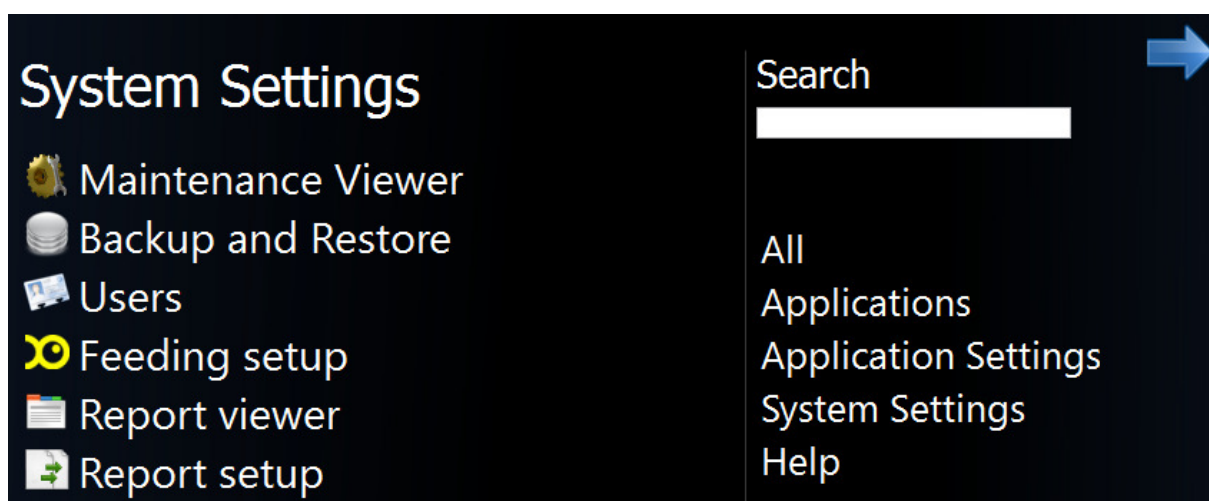 System Settings
Maintenance Viewer
Backup and Restore
Users
Feeding setup
Report viewer
Report setup
Search
All
Applications
Application Settings
System Settings
Help